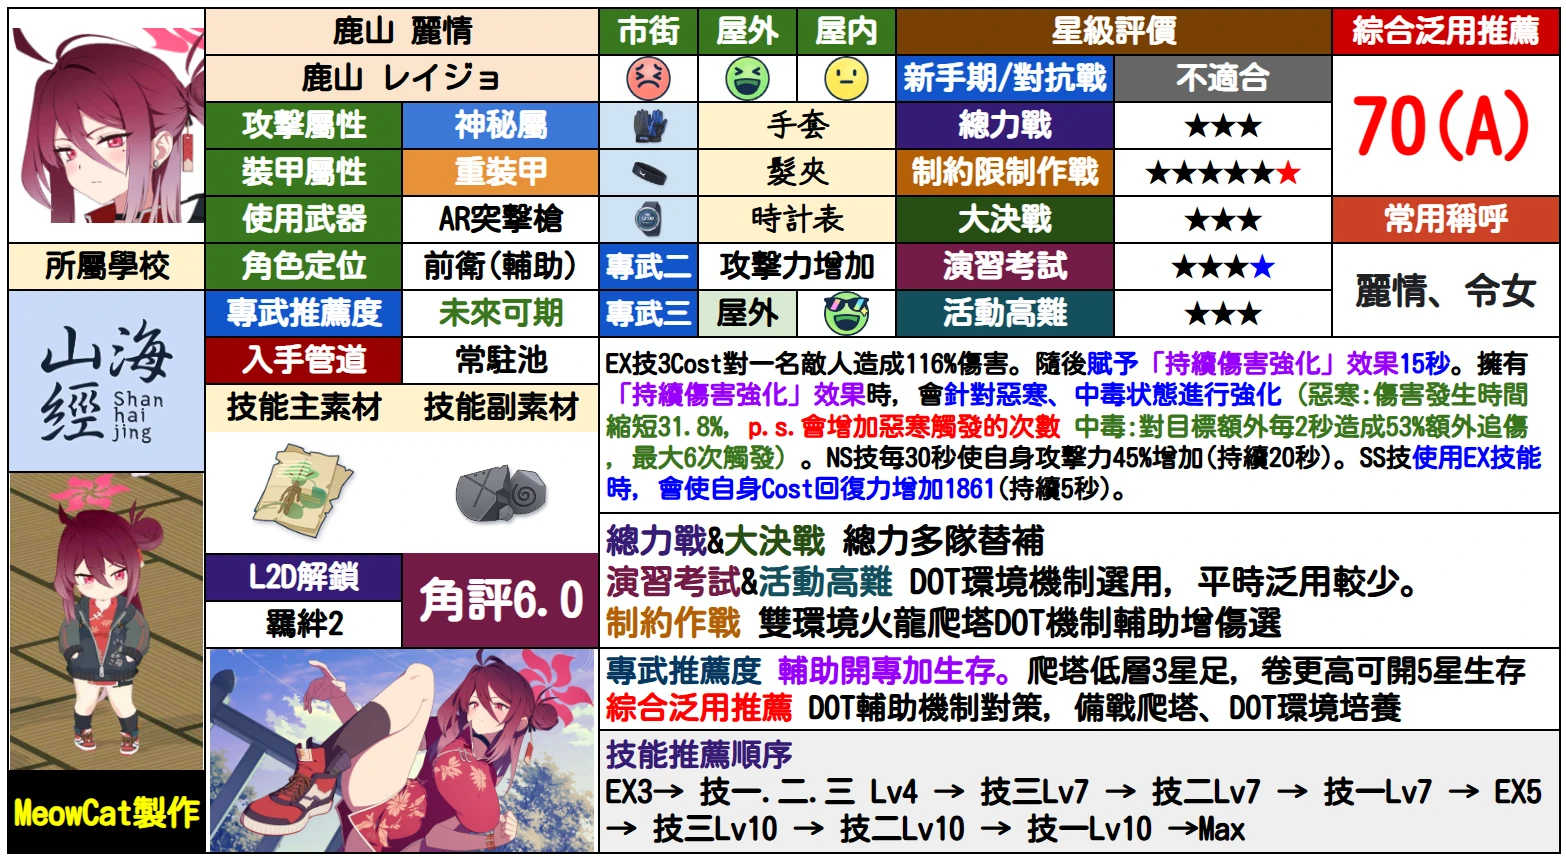 鹿山 麗情
市街
屋外
屋内
星級評價
綜合泛用推薦
鹿山 レイジョ
新手期/對抗戰
不適合
70(A)
攻擊屬性
神秘屬
手套
總力戰
★★★
裝甲屬性
重裝甲
髮夾
制約限制作戰
★★★★★★
使用武器
AR突擊槍
時計表
大決戰
★★★
常用稱呼
所屬學校
角色定位
前衛(輔助)
專武二
攻擊力增加
演習考試
★★★★
麗情、令女
專武推薦度
未來可期
專武三
屋外
活動高難
★★★
山海
經
Shan
hai
jing
入手管道
常駐池
技能主素材
技能副素材
EX技3Cost對一名敵人造成116%傷害。隨後賦予「持續傷害強化」效果15秒。擁有
「持續傷害強化」效果時, 會針對惡寒、中毒状態進行強化 (惡寒:傷害發生時間
縮短31.8%, p.s.會增加惡寒觸發的次數 中毒:對目標額外每2秒造成53%額外追傷
, 最大6次觸發) 。NS技每30秒使自身攻擊力45%增加(持續20秒)。SS技使用EX技能
時, 會使自身Cost回復力增加1861(持續5秒)。
L2D解鎖
羈絆2
角評6.0
總力戰&大決戰 總力多隊替補
演習考試&活動高難 DOT環境機制選用, 平時泛用較少。
制約作戰 雙環境火龍爬塔DOT機制輔助增傷選
專武推薦度 輔助開專加生存。爬塔低層3星足, 卷更高可開5星生存
綜合泛用推薦 DOT輔助機制對策, 備戰爬塔、DOT環境培養
技能推薦順序
EX3→ 技一.二.三 Lv4 → 技三Lv7 → 技二Lv7 → 技一Lv7 → EX5
→ 技三Lv10 → 技二Lv10 → 技一Lv10 →Max
MeowCat製作